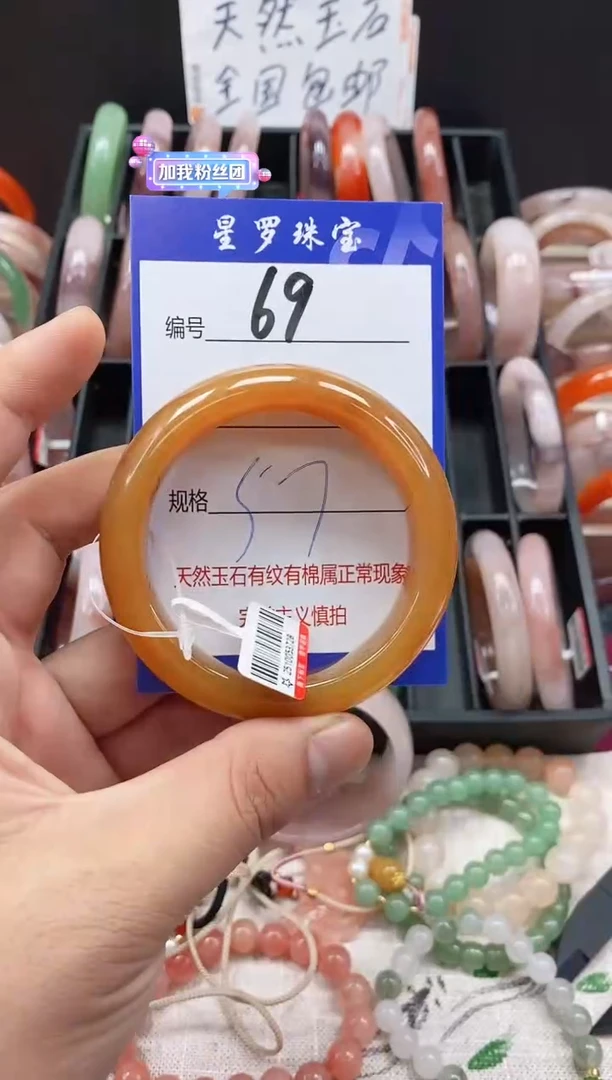 天然玉石
全国包邮
加我粉丝团
星罗珠宝
编号 69
规格 57
天然玉石有纹有棉属正常现象
慎拍